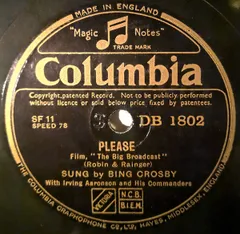 MADE IN ENGLAND
"Magic Notes"
TRADE MARK
Columbia
Copyright,patented Record. Not to be publicly performed
without licence or sold below price fixed by patentees.
SF 11
SPEED 78
DB 1802
PLEASE
Film, "The Big Broadcast"
(Robin & Rainger)
SUNG by BING CROSBY
With Irving Aaronson and His Commanders
N.C.B.
B.I.E.M.
THE COLUMBIA GRAPHOPHONE CO., LTD., HAYES, MIDDLESEX, ENGLAND.